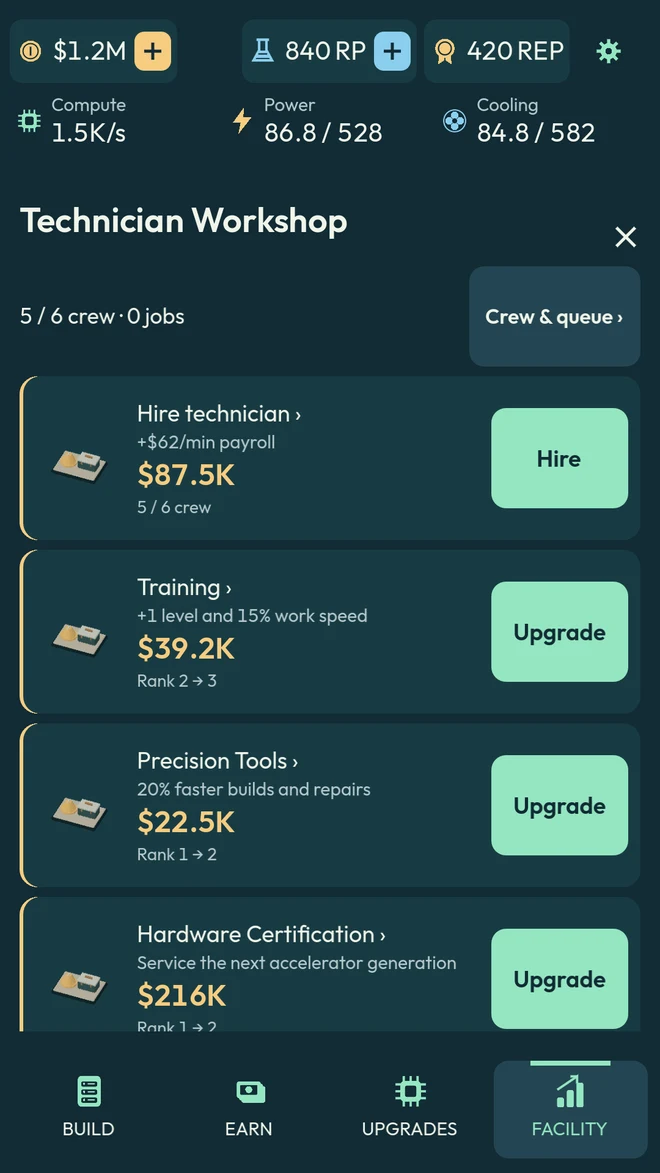 $1.2M +
840 RP +
420 REP
Compute
1.5K/s
Power
86.8 / 528
Cooling
84.8 / 582
Technician Workshop
5 / 6 crew · 0 jobs
Crew & queue ›
Hire technician ›
+$62/min payroll
$87.5K
5 / 6 crew
Hire
Training ›
+1 level and 15% work speed
$39.2K
Rank 2 → 3
Upgrade
Precision Tools ›
20% faster builds and repairs
$22.5K
Rank 1 → 2
Upgrade
Hardware Certification ›
Service the next accelerator generation
$216K
Rank 1 → 2
Upgrade
BUILD
EARN
UPGRADES
FACILITY